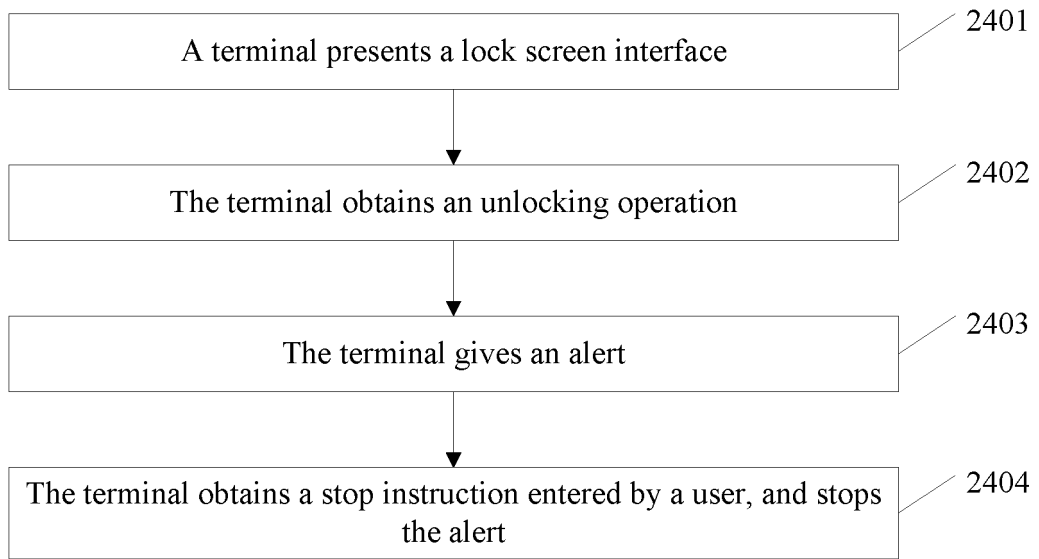 2401
A terminal presents a lock screen interface
2402
The terminal obtains an unlocking operation
2403
The terminal gives an alert
2404
The terminal obtains a stop instruction entered by a user, and stops
the alert